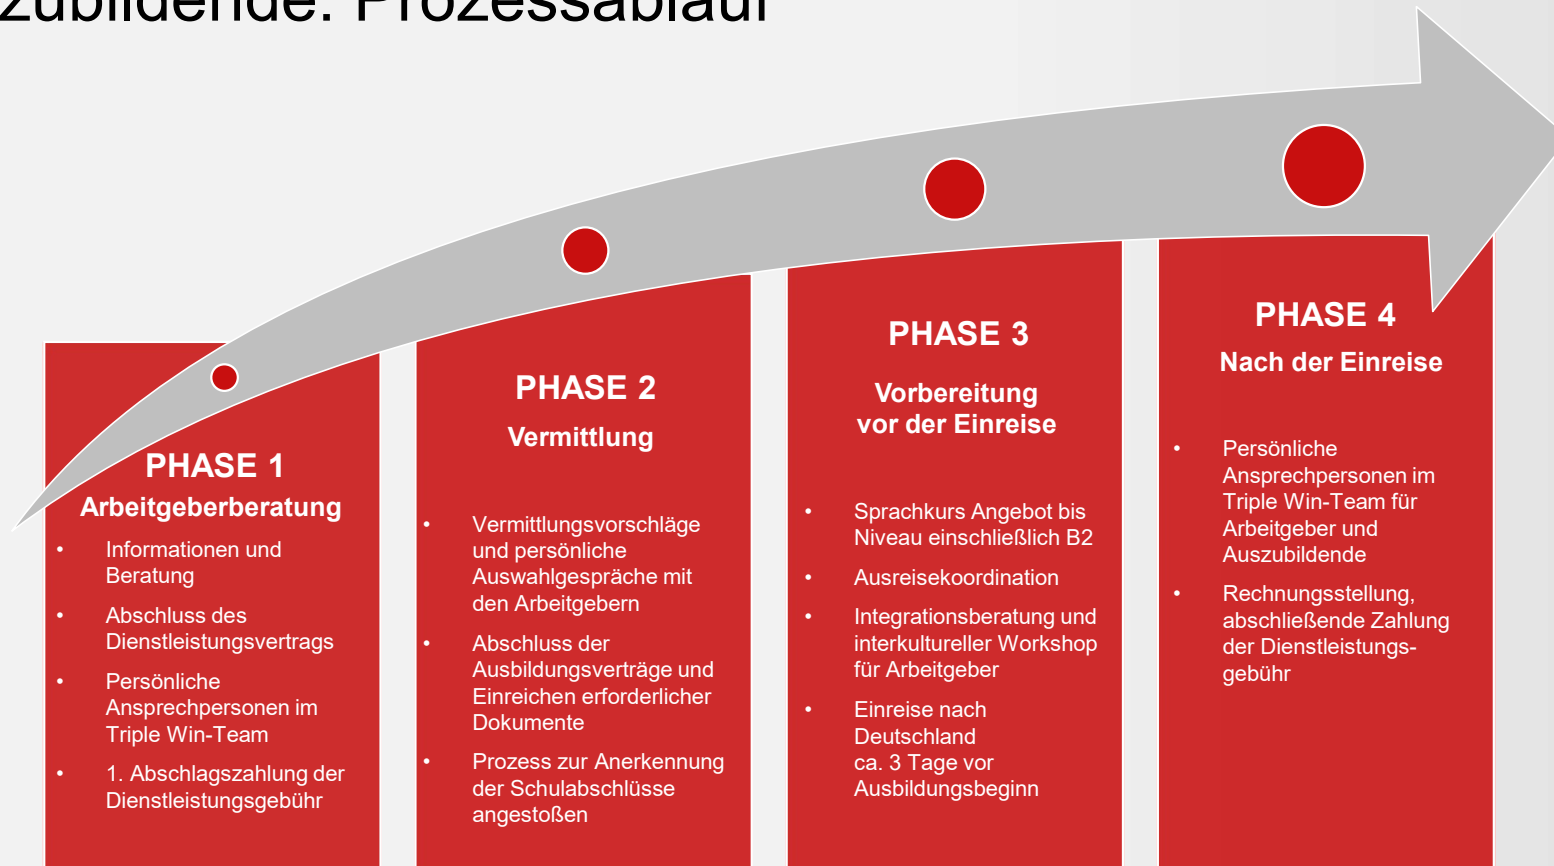 zubildende: Prozessablauf
PHASE 1
Arbeitgeberberatung
• Informationen und
Beratung
• Abschluss des
Dienstleistungsvertrags
• Persönliche
Ansprechpersonen im
Triple Win-Team
• 1. Abschlagszahlung der
Dienstleistungsgebühr
PHASE 2
Vermittlung
• Vermittlungsvorschläge
und persönliche
Auswahlgespräche mit
den Arbeitgebern
• Abschluss der
Ausbildungsverträge und
Einreichen erforderlicher
Dokumente
• Prozess zur Anerkennung
der Schulabschlüsse
angestoßen
PHASE 3
Vorbereitung
vor der Einreise
• Sprachkurs Angebot bis
Niveau einschließlich B2
• Ausreisekoordination
• Integrationsberatung und
interkultureller Workshop
für Arbeitgeber
• Einreise nach
Deutschland
ca. 3 Tage vor
Ausbildungsbeginn
PHASE 4
Nach der Einreise
• Persönliche
Ansprechpersonen im
Triple Win-Team für
Arbeitgeber und
Auszubildende
• Rechnungsstellung,
abschließende Zahlung
der Dienstleistungs-
gebühr